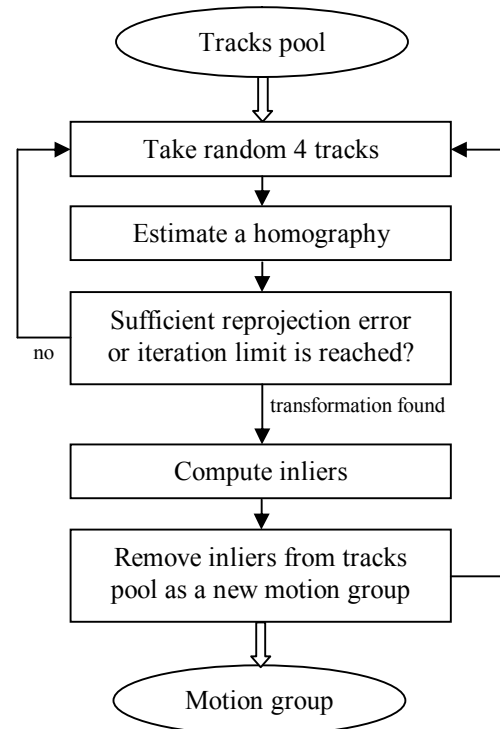 Tracks pool
Take random 4 tracks
Estimate a homography
Sufficient reprojection error
or iteration limit is reached?
no
transformation found
Compute inliers
Remove inliers from tracks
pool as a new motion group
Motion group